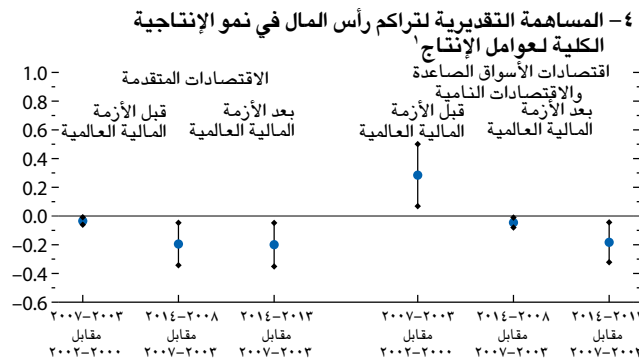 ٤– المساهمة التقديرية لتراكم رأس المال في نمو الإنتاجية
الكلية لعوامل الإنتاج١
اقتصادات الأسواق الصاعدة
والاقتصادات النامية
الاقتصادات المتقدمة
قبل الأزمة
المالية العالمية
بعد الأزمة
المالية العالمية
قبل الأزمة
المالية العالمية
بعد الأزمة
المالية العالمية
1.0
0.8
0.6
0.4
0.2
0.0
–0.2
–0.4
–0.6
٢٠٠٣–٢٠٠٧
مقابل
٢٠٠٠–٢٠٠٢
٢٠٠٨–٢٠١٤
مقابل
٢٠٠٣–٢٠٠٧
٢٠١٣–٢٠١٤
مقابل
٢٠٠٣–٢٠٠٧
٢٠٠٣–٢٠٠٧
مقابل
٢٠٠٠–٢٠٠٢
٢٠٠٨–٢٠١٤
مقابل
٢٠٠٣–٢٠٠٧
مقابل